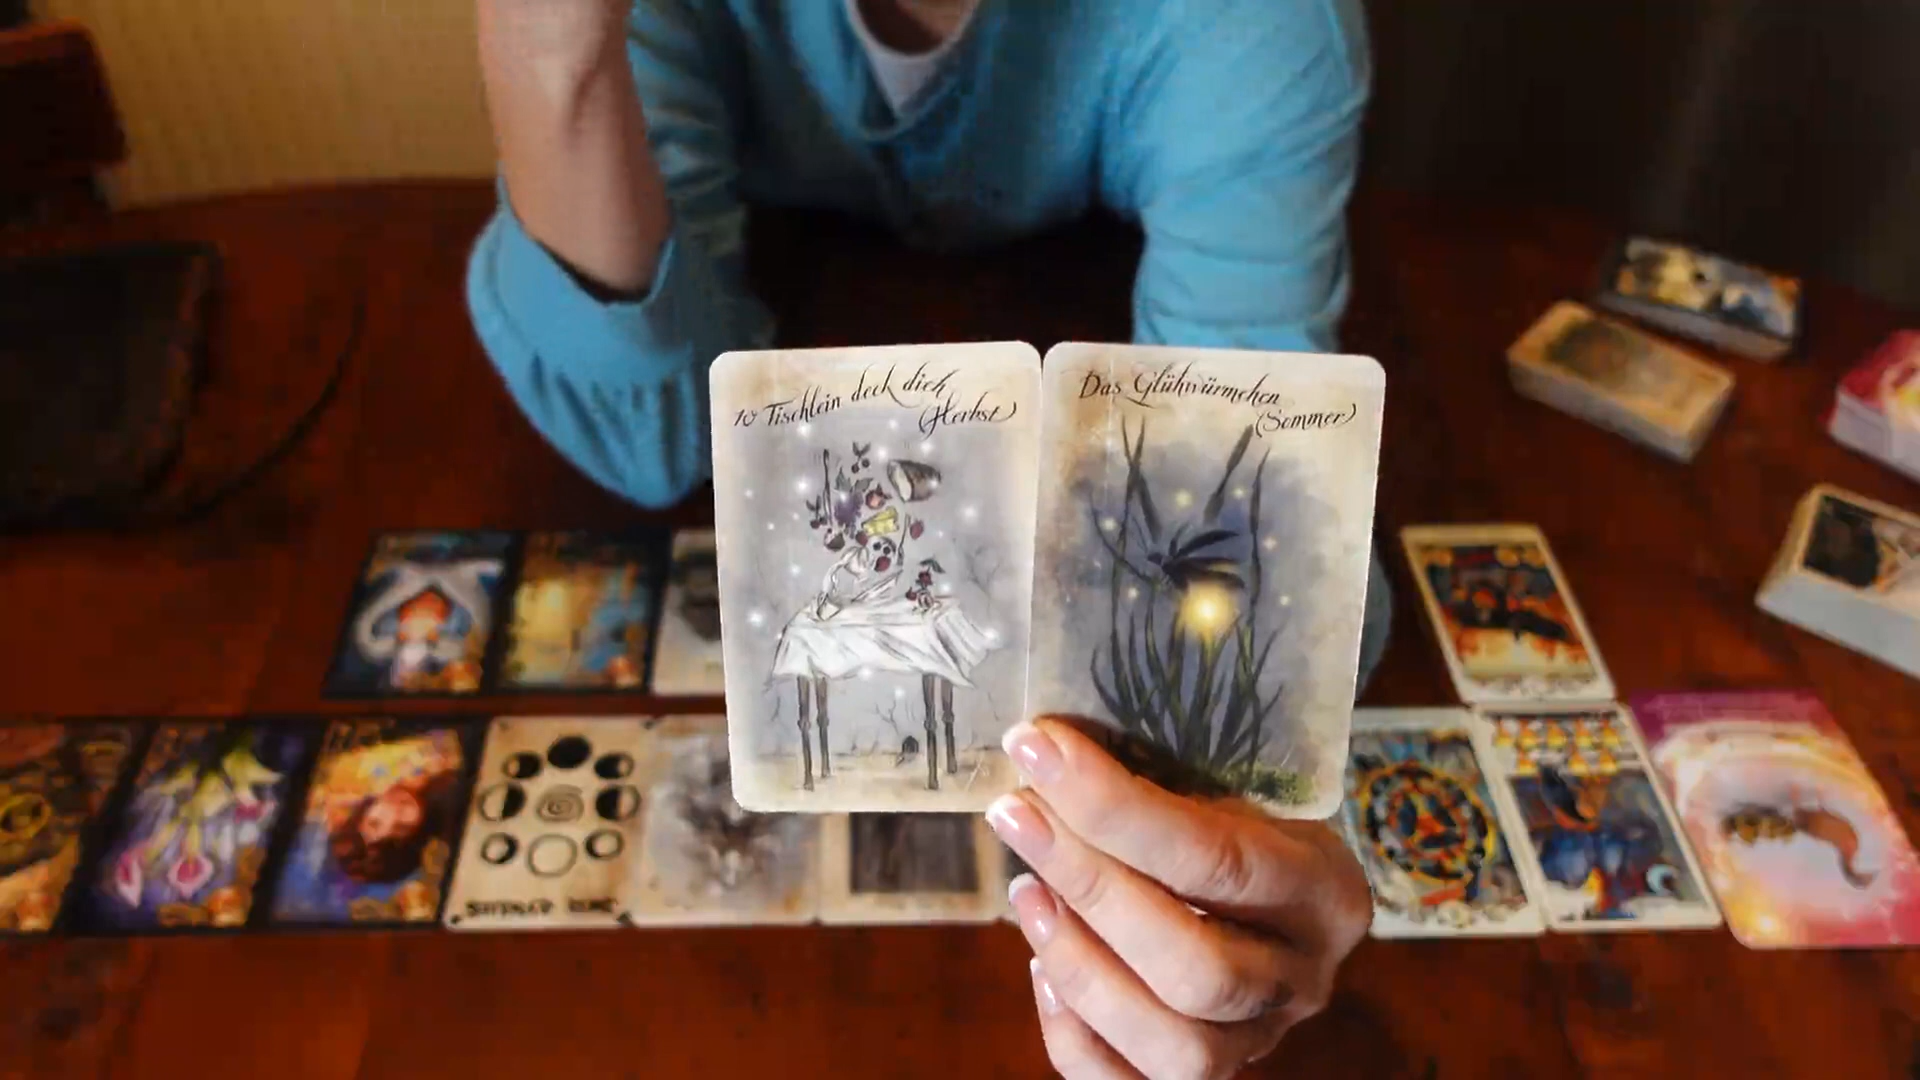 10 Tischlein deck dich
(Herbst)
Das Glühwürmchen
(Sommer)